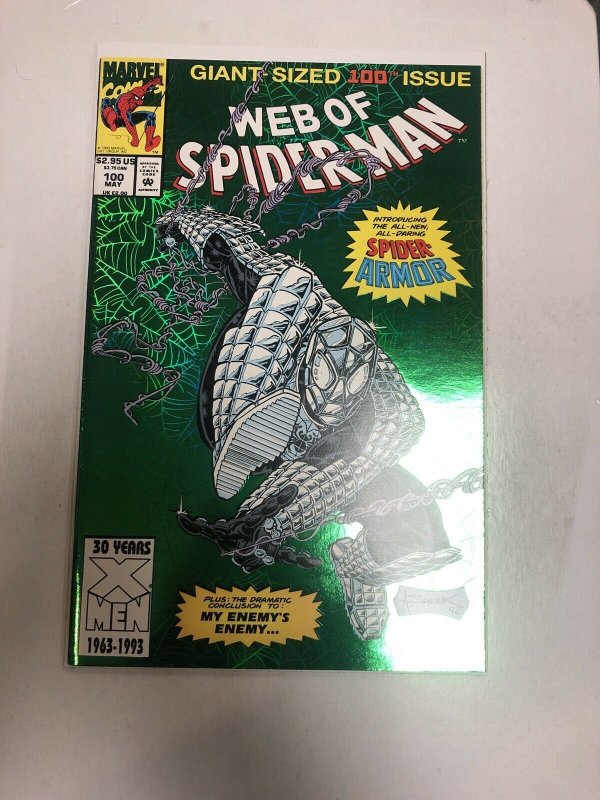 GIANT-SIZED 100TH ISSUE
MARVEL
COMICS
WEB OF
SPIDER-MAN
TM
$2.95 US
$3.75 CAN
100
MAY
UK £2.00
APPROVED
BY THE
COMICS
CODE
AUTHORITY
INTRODUCING
THE ALL-NEW,
ALL-DARING
SPIDER-
ARMOR
30 YEARS
X
MEN
1963-1993
PLUS: THE DRAMATIC
CONCLUSION TO:
MY ENEMY'S
ENEMY...